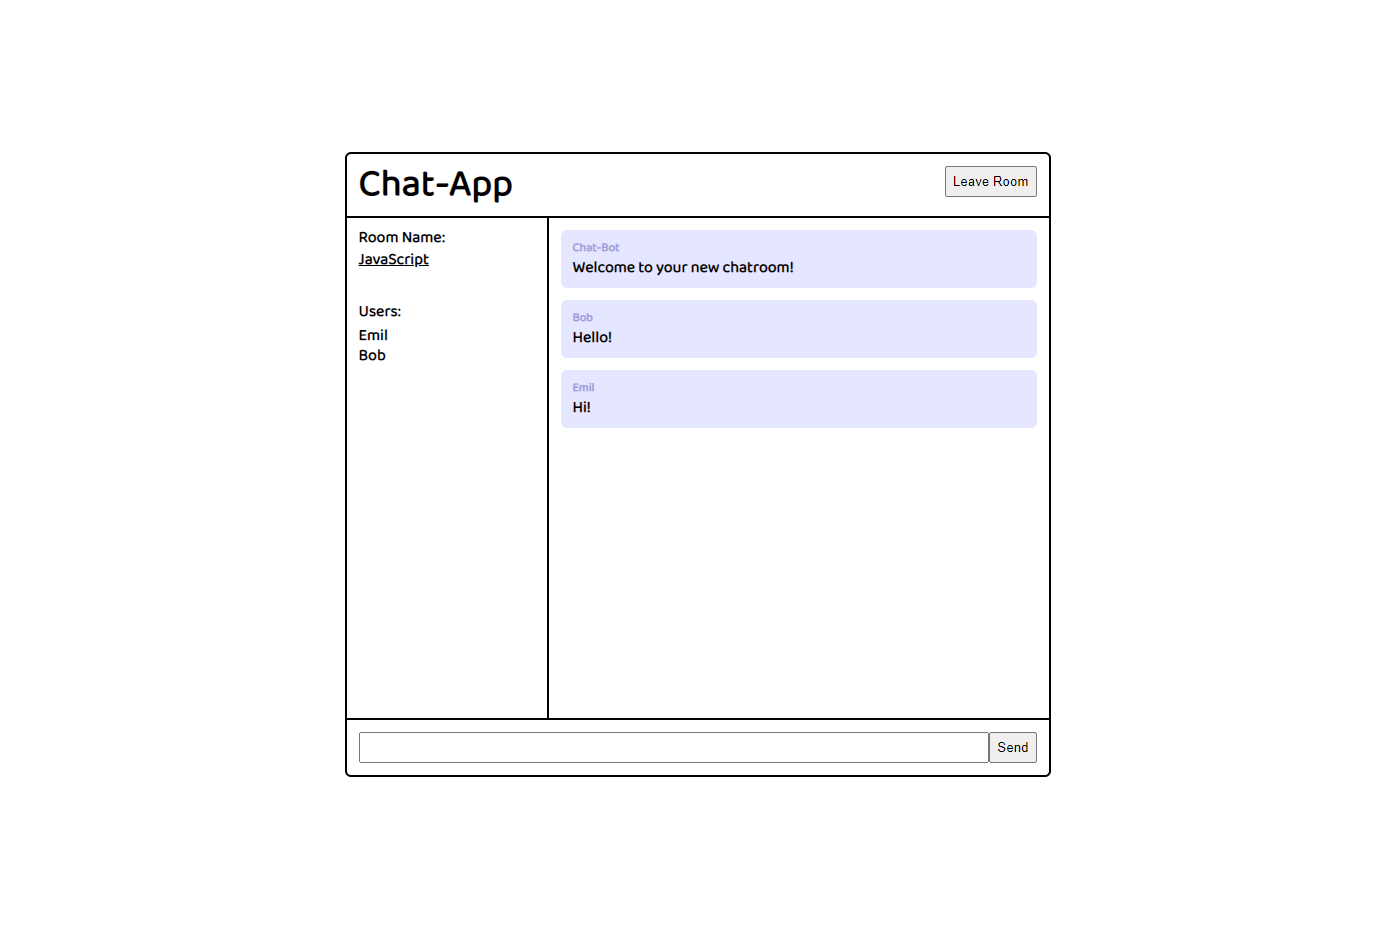 Chat-App
Leave Room
Room Name:
JavaScript
Users:
Emil
Bob
Chat-Bot
Welcome to your new chatroom!
Bob
Hello!
Emil
Hi!
Send